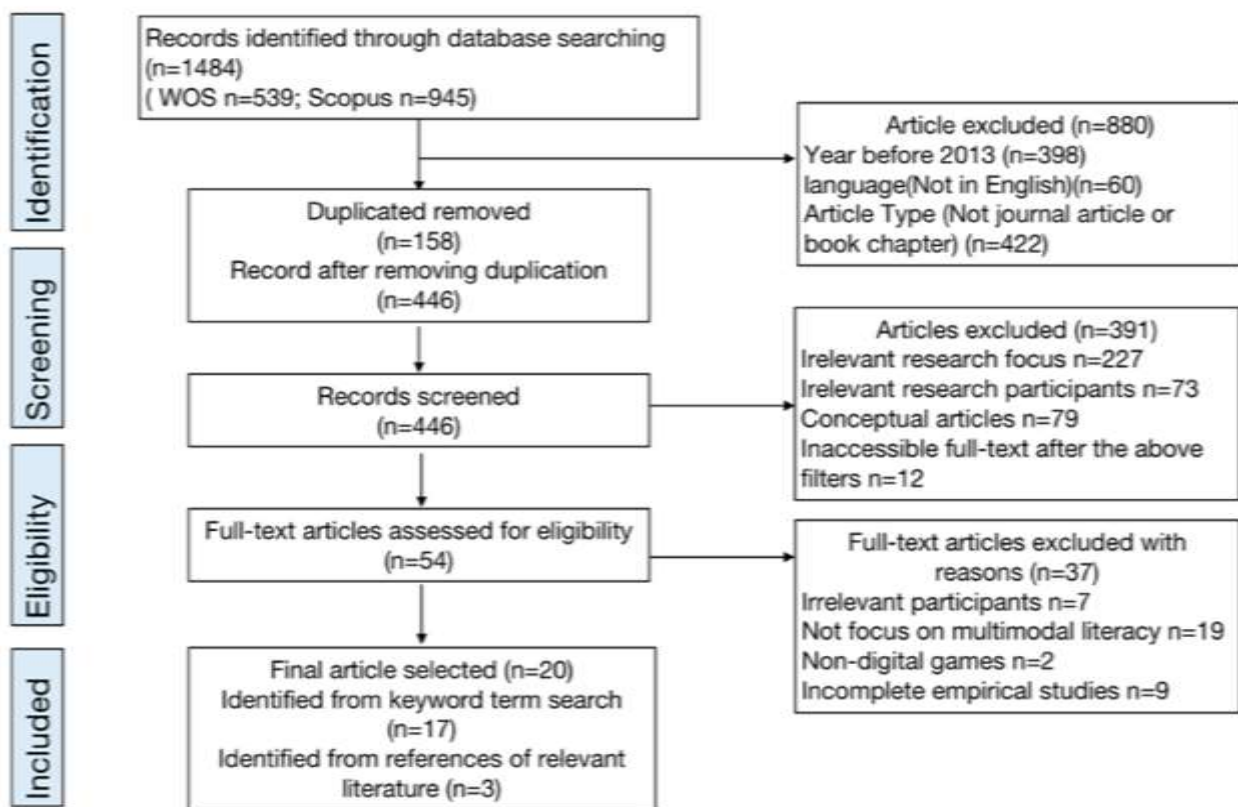 Identification
Records identified through database searching
(n=1484)
( WOS n=539; Scopus n=945)
Article excluded (n=880)
Year before 2013 (n=398)
language(Not in English)(n=60)
Article Type (Not journal article or
book chapter) (n=422)
Duplicated removed
(n=158)
Record after removing duplication
(n=446)
Screening
Records screened
(n=446)
Articles excluded (n=391)
Irelevant research focus n=227
Irelevant research participants n=73
Conceptual articles n=79
Inaccessible full-text after the above
filters n=12
Eligibility
Full-text articles assessed for eligibility
(n=54)
Full-text articles excluded with
reasons (n=37)
Irrelevant participants n=7
Not focus on multimodal literacy n=19
Non-digital games n=2
Incomplete empirical studies n=9
Included
Final article selected (n=20)
Identified from keyword term search
(n=17)
Identified from references of relevant
literature (n=3)